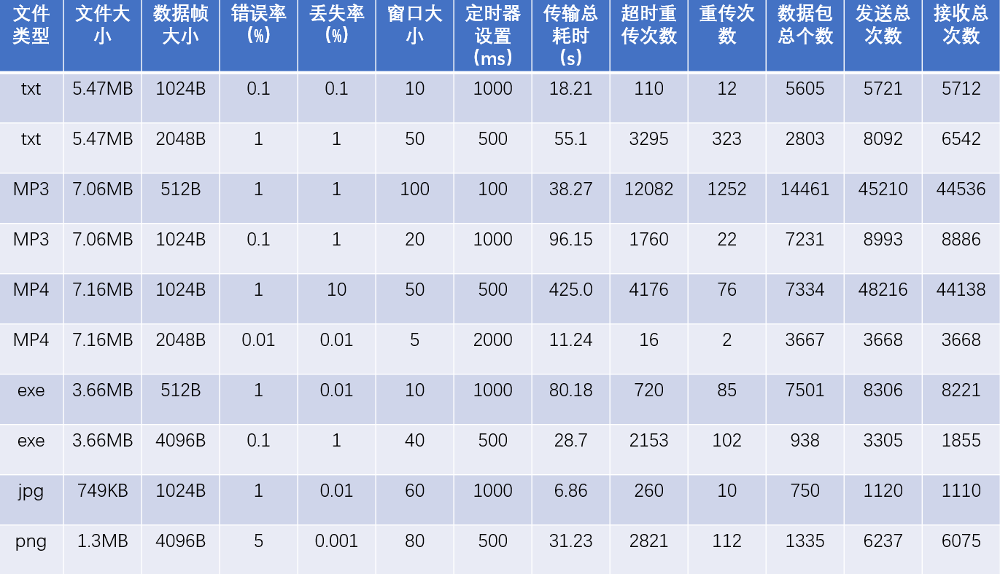 文件类型 文件大小 数据帧大小 错误率(%) 丢失率(%) 窗口大小 定时器设置(ms) 传输总耗时(s) 超时重传次数 重传次数 数据包总个数 发送总次数 接收总次数
txt 5.47MB 1024B 0.1 0.1 10 1000 18.21 110 12 5605 5721 5712
txt 5.47MB 2048B 1 1 50 500 55.1 3295 323 2803 8092 6542
MP3 7.06MB 512B 1 1 100 100 38.27 12082 1252 14461 45210 44536
MP3 7.06MB 1024B 0.1 1 20 1000 96.15 1760 22 7231 8993 8886
MP4 7.16MB 1024B 1 10 50 500 425.0 4176 76 7334 48216 44138
MP4 7.16MB 2048B 0.01 0.01 5 2000 11.24 16 2 3667 3668 3668
exe 3.66MB 512B 1 0.01 10 1000 80.18 720 85 7501 8306 8221
exe 3.66MB 4096B 0.1 1 40 500 28.7 2153 102 938 3305 1855
jpg 749KB 1024B 1 0.01 60 1000 6.86 260 10 750 1120 1110
png 1.3MB 4096B 5 0.001 80 500 31.23 2821 112 1335 6237 6075